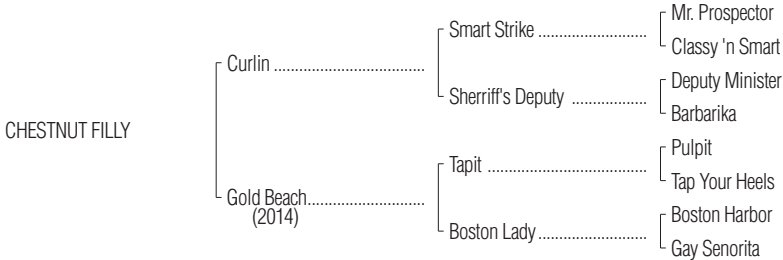 Mr. Prospector
Smart Strike ............................
Classy 'n Smart
Curlin ......................................
Deputy Minister
Sherriff's Deputy ...................
Barbarika
CHESTNUT FILLY
Pulpit
Tapit ........................................
Tap Your Heels
Gold Beach..............................
(2014)
Boston Harbor
Boston Lady............................
Gay Senorita